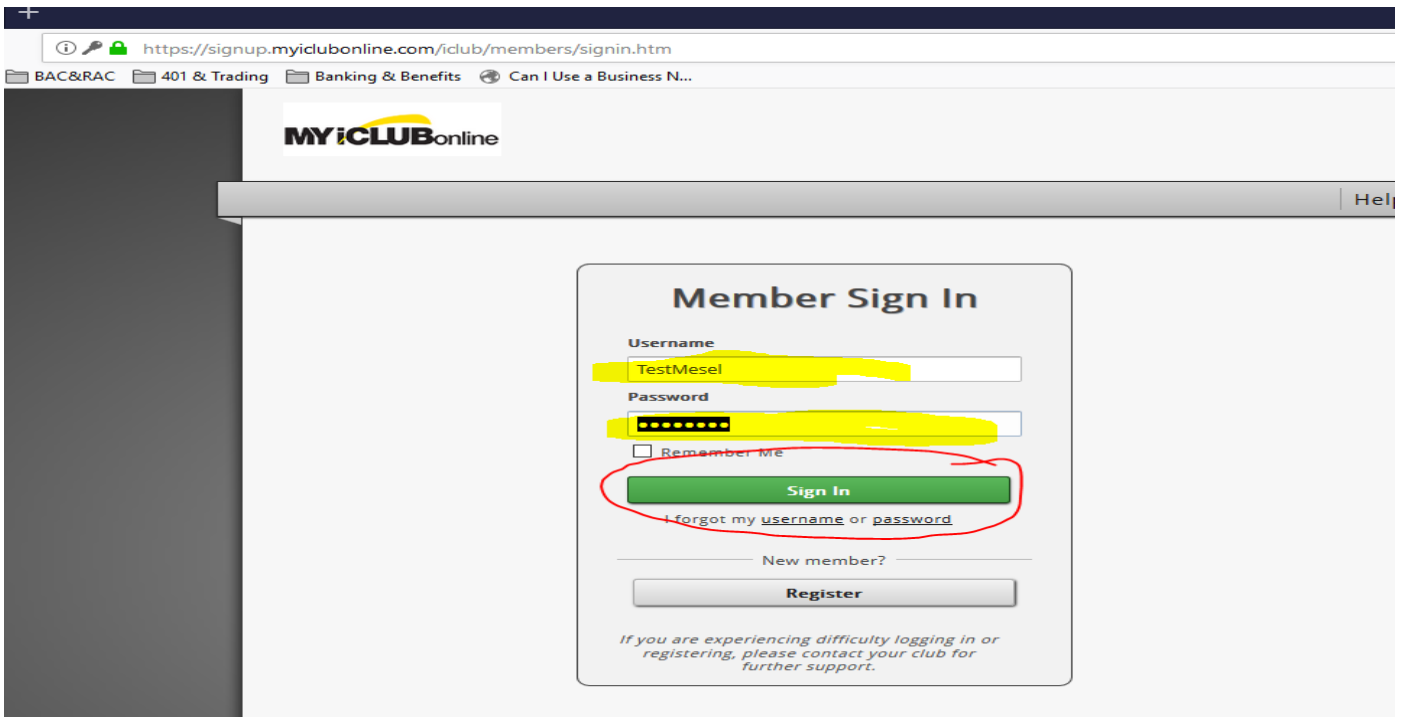 +
https://signup.myiclubonline.com/iclub/members/signin.htm
BAC&RAC 401 & Trading Banking & Benefits Can I Use a Business N...
MYiCLUBonline
Help
Member Sign In
Username
TestMesel
Password
••••••••
Remember Me
Sign In
I forgot my username or password
New member?
Register
If you are experiencing difficulty logging in or
registering, please contact your club for
further support.